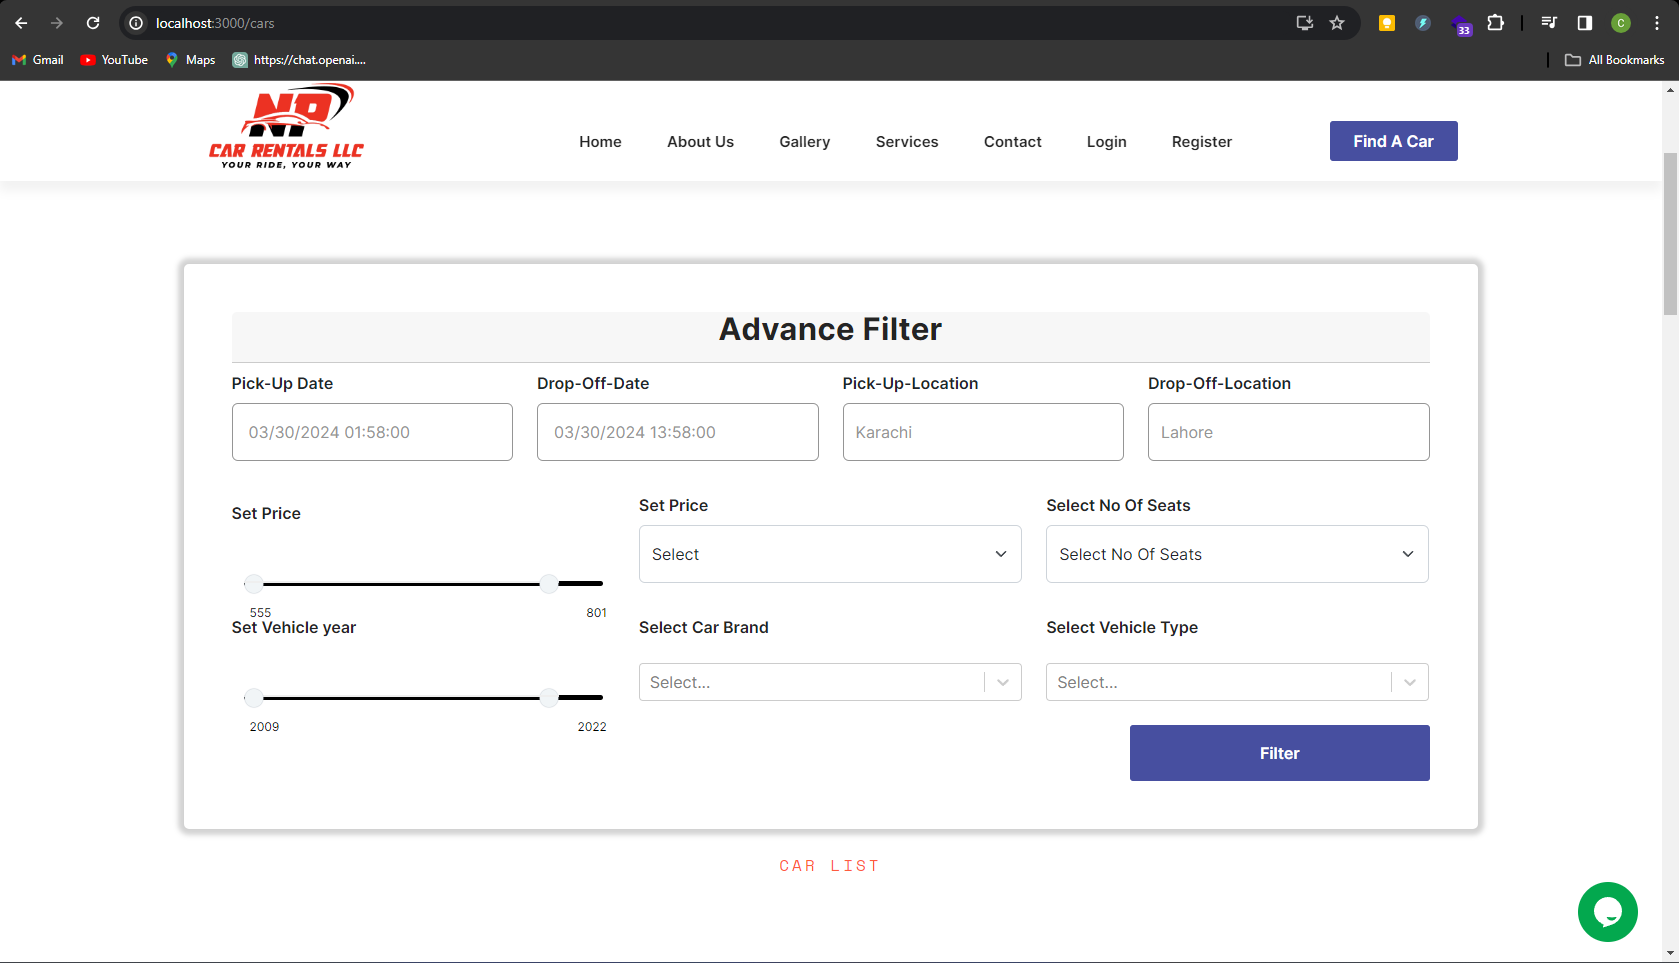 localhost:3000/cars
33
C
Gmail YouTube Maps https://chat.openai.... All Bookmarks
NP
CAR RENTALS LLC
YOUR RIDE, YOUR WAY
Home About Us Gallery Services Contact Login Register Find A Car
Advance Filter
Pick-Up Date Drop-Off-Date Pick-Up-Location Drop-Off-Location
03/30/2024 01:58:00 03/30/2024 13:58:00 Karachi Lahore
Set Price Set Price Select No Of Seats
Select Select No Of Seats
555 801
Set Vehicle year Select Car Brand Select Vehicle Type
Select... Select...
2009 2022
Filter
CAR LIST